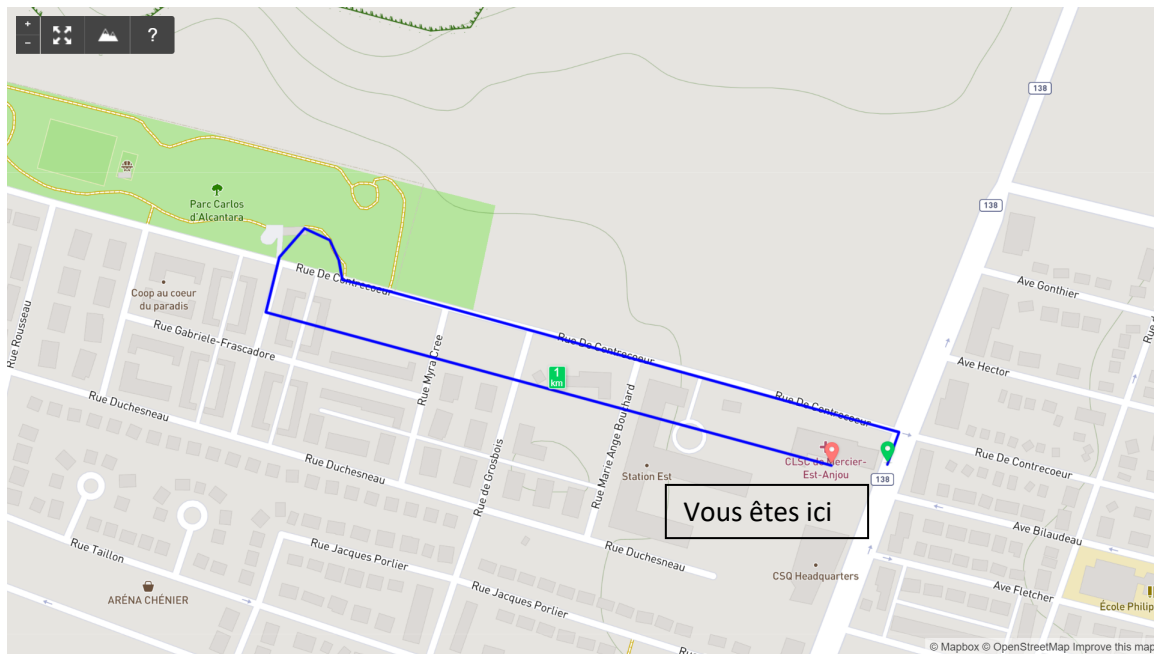 +
-
?
138
138
Parc Carlos
d'Alcantara
Rue De Contrecoeur
Ave Gonthier
Coop au coeur
du paradis
Rue Rousseau
Rue Gabriele-Frascadore
Rue Myra Cree
Rue De Contrecoeur
Ave Hector
1
km
Rue Duchesneau
Rue Marie Ange Bouchard
Rue De Contrecoeur
Rue de Grosbois
CLSC de Mercier-
Est-Anjou
Rue De Contrecoeur
Rue Duchesneau
Station Est
138
Vous êtes ici
Ave Bilaudeau
Rue Taillon
Rue Jacques Porlier
Rue Duchesneau
CSQ Headquarters
Ave Fletcher
ARÉNA CHÉNIER
Rue Jacques Porlier
École Philip
© Mapbox © OpenStreetMap Improve this map